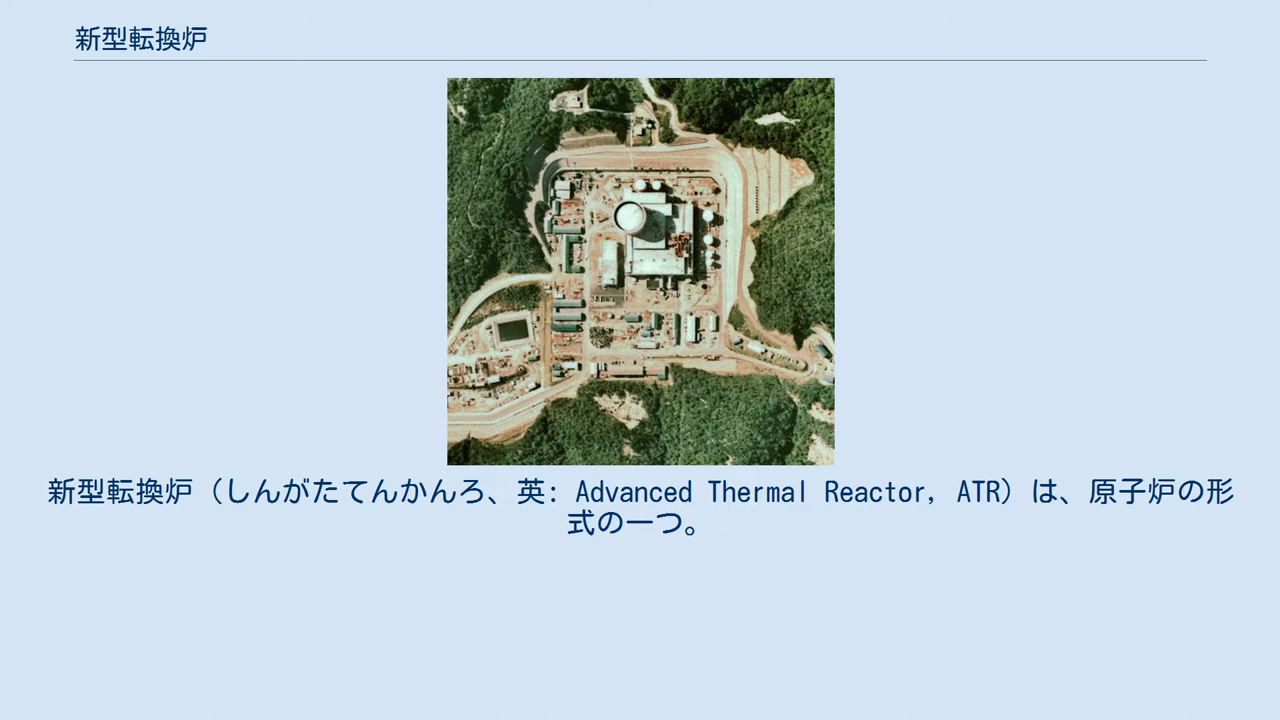 新型転換炉
新型転換炉（しんがたてんかんろ、英: Advanced Thermal Reactor, ATR）は、原子炉の形
式の一つ。